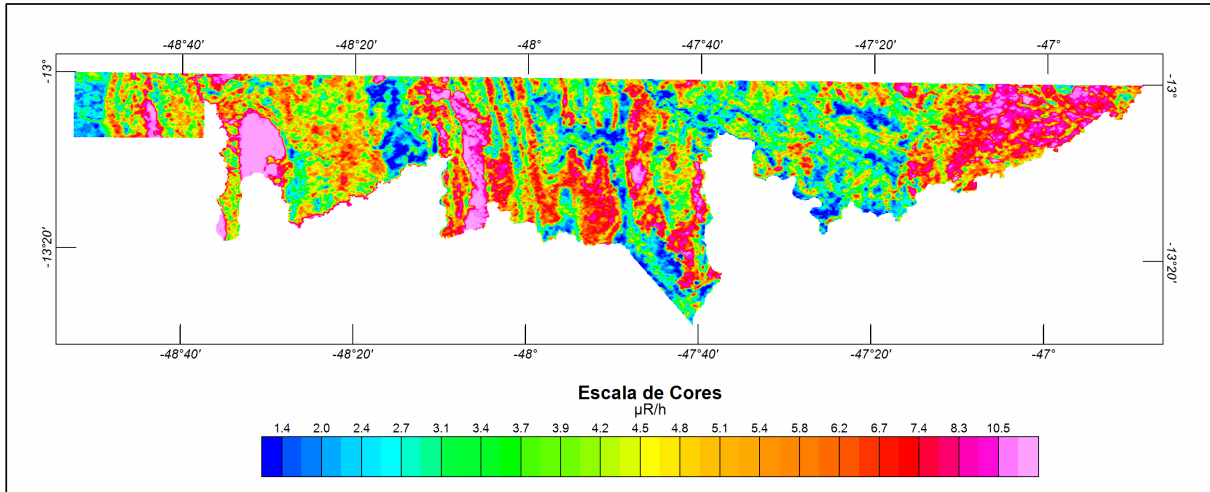 -48°40' -48°20' -48° -47°40' -47°20' -47°
-13° -13°
-13°20' -13°20'
-48°40' -48°20' -48° -47°40' -47°20' -47°
Escala de Cores
µR/h
1.4 2.0 2.4 2.7 3.1 3.4 3.7 3.9 4.2 4.5 4.8 5.1 5.4 5.8 6.2 6.7 7.4 8.3 10.5